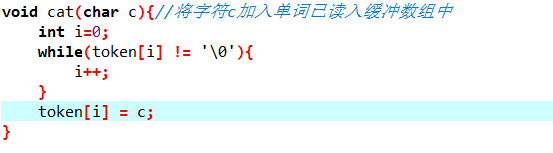 void cat(char c){//将字符c加入单词已读入缓冲数组中
    int i=0;
    while(token[i] != '\0'){
        i++;
    }
    token[i] = c;
}